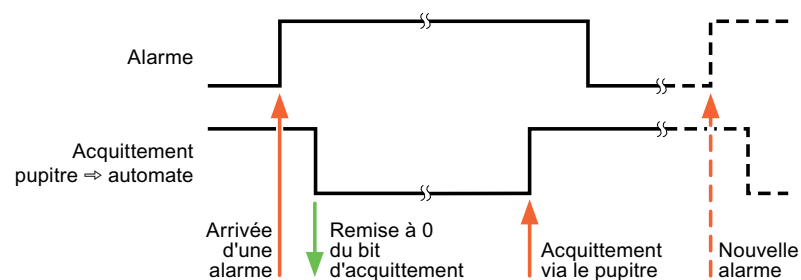 Alarme
Acquittement
pupitre ⇨ automate
Arrivée
d'une
alarme
Remise à 0
du bit
d'acquittement
Acquittement
via le pupitre
Nouvelle
alarme